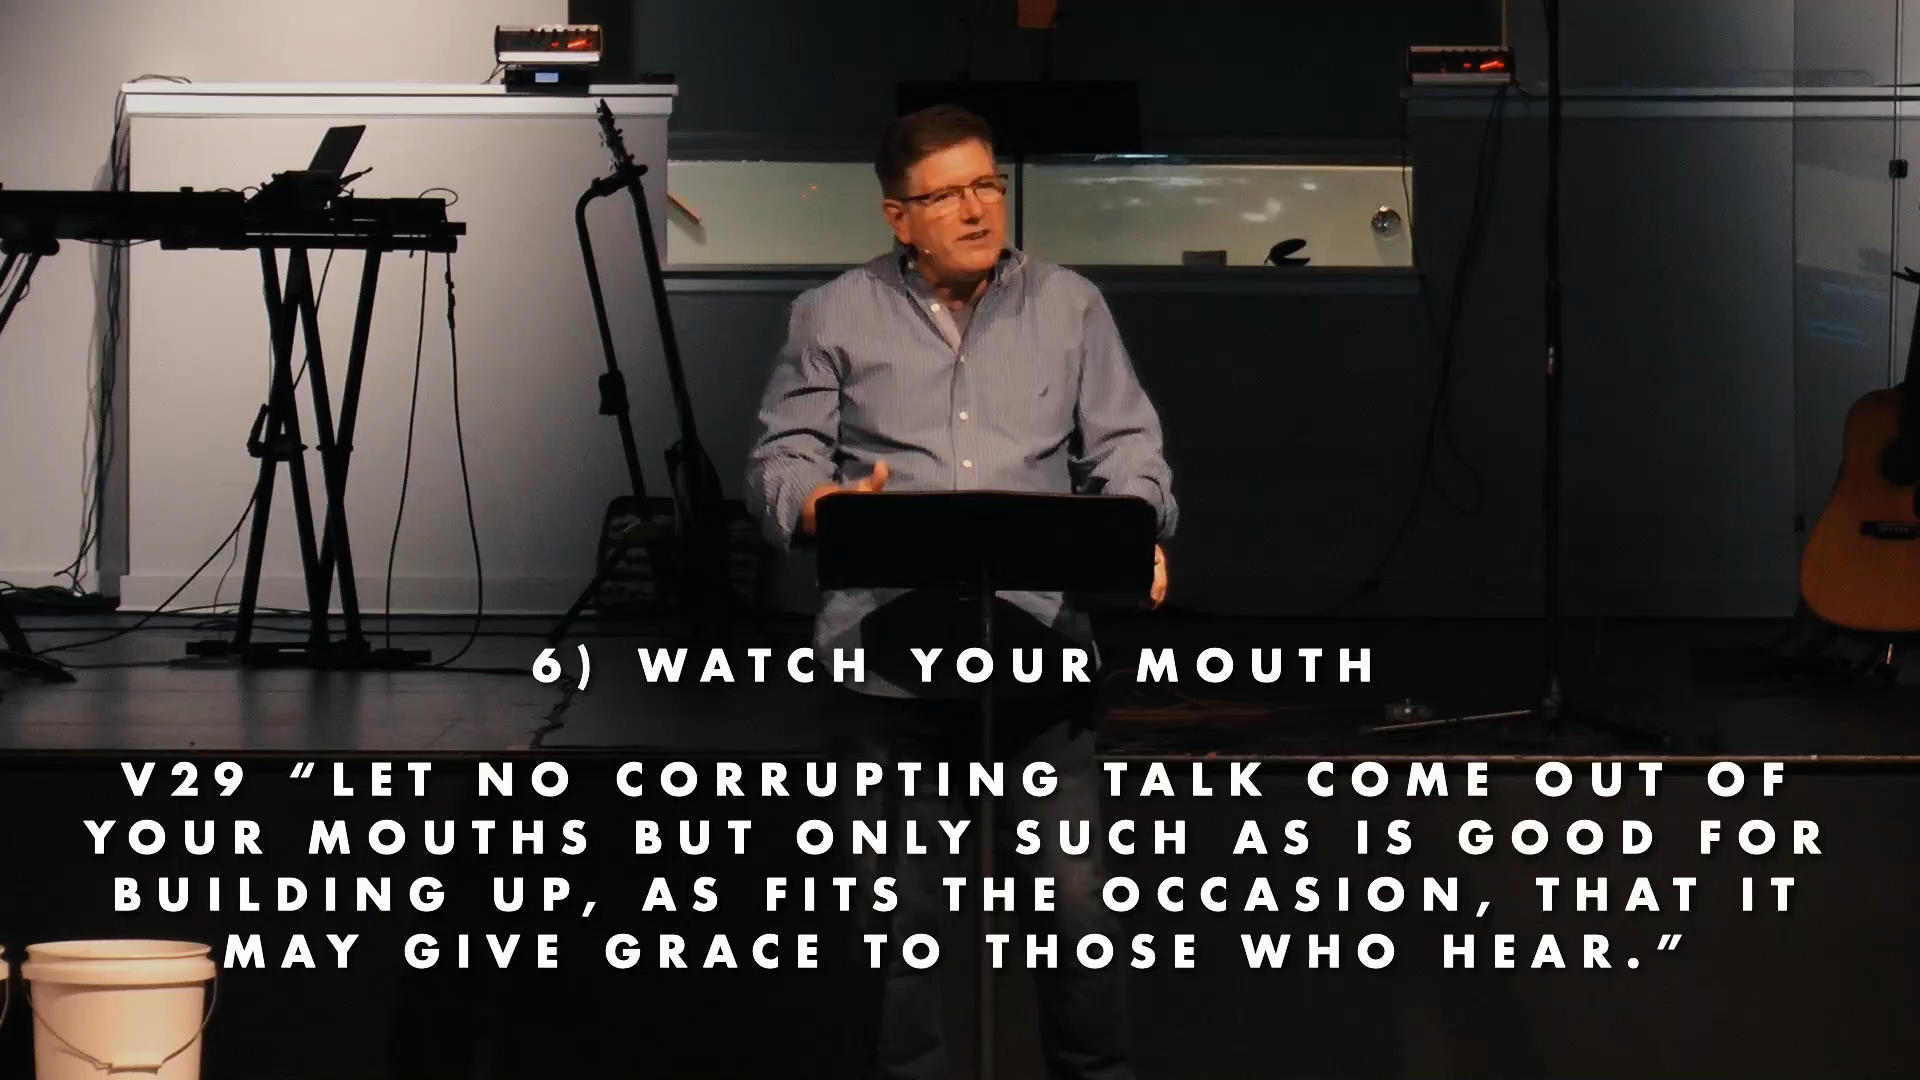 6) WATCH YOUR MOUTH
V29 “LET NO CORRUPTING TALK COME OUT OF
YOUR MOUTHS BUT ONLY SUCH AS IS GOOD FOR
BUILDING UP, AS FITS THE OCCASION, THAT IT
MAY GIVE GRACE TO THOSE WHO HEAR.”